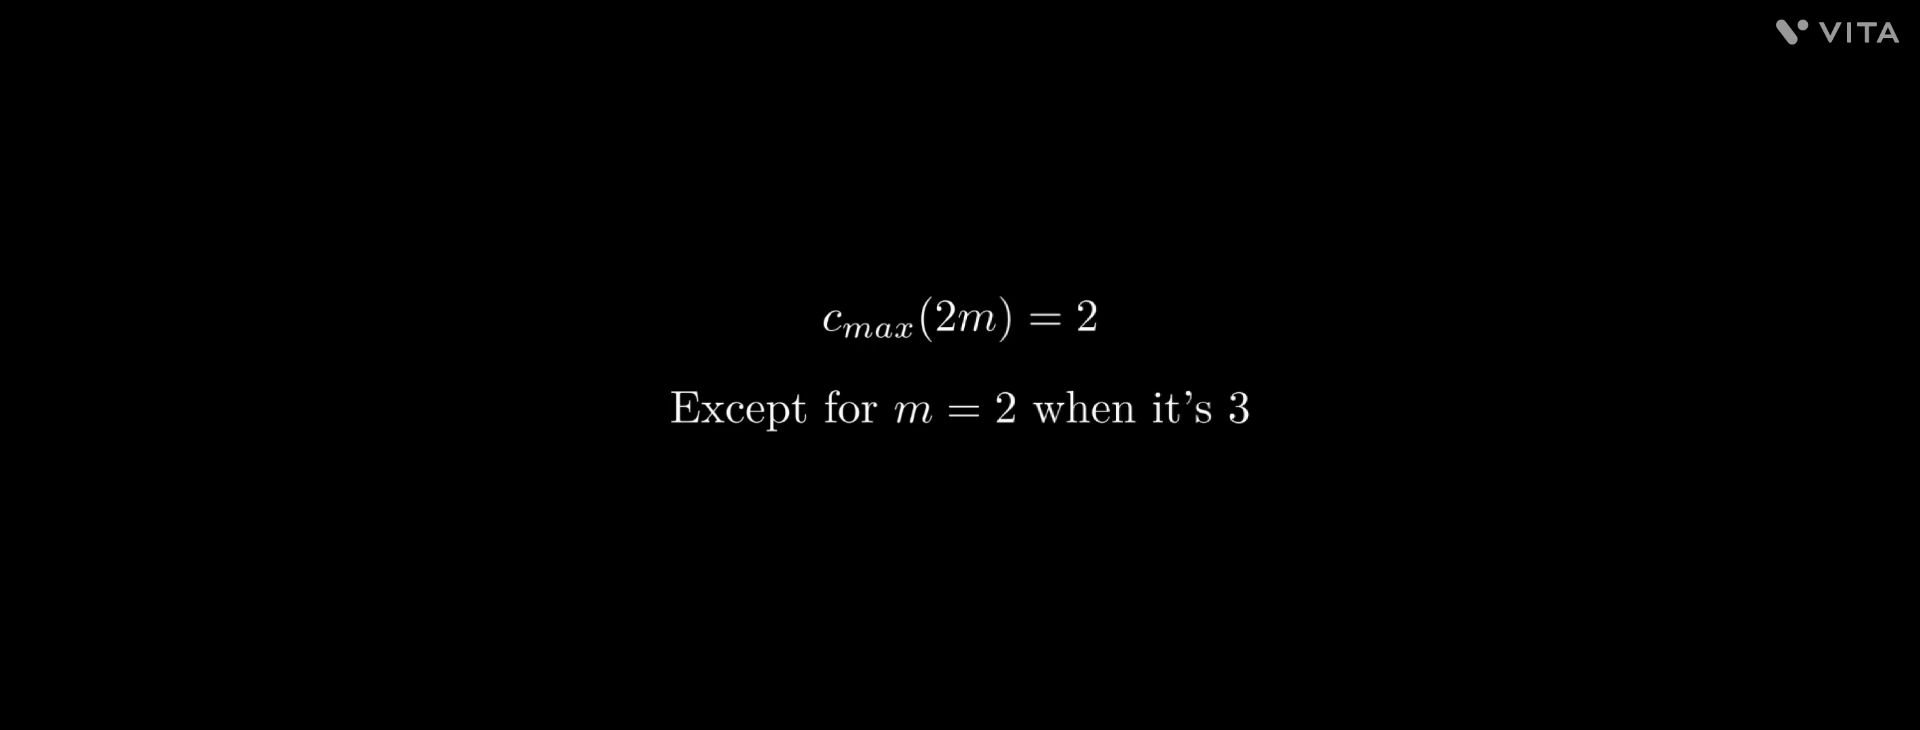 VITA
c_{max}(2m) = 2
Except for m = 2 when it's 3